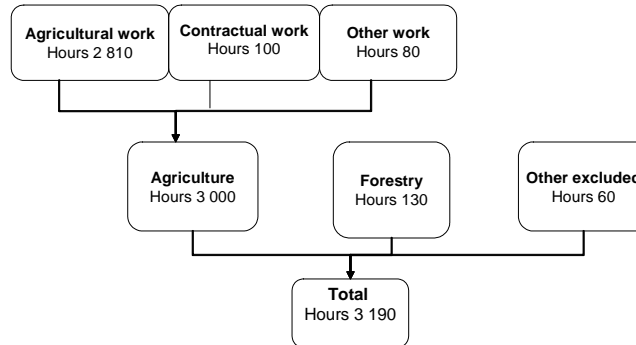 Agricultural work
Hours 2 810
Contractual work
Hours 100
Other work
Hours 80
Agriculture
Hours 3 000
Forestry
Hours 130
Other excluded
Hours 60
Total
Hours 3 190